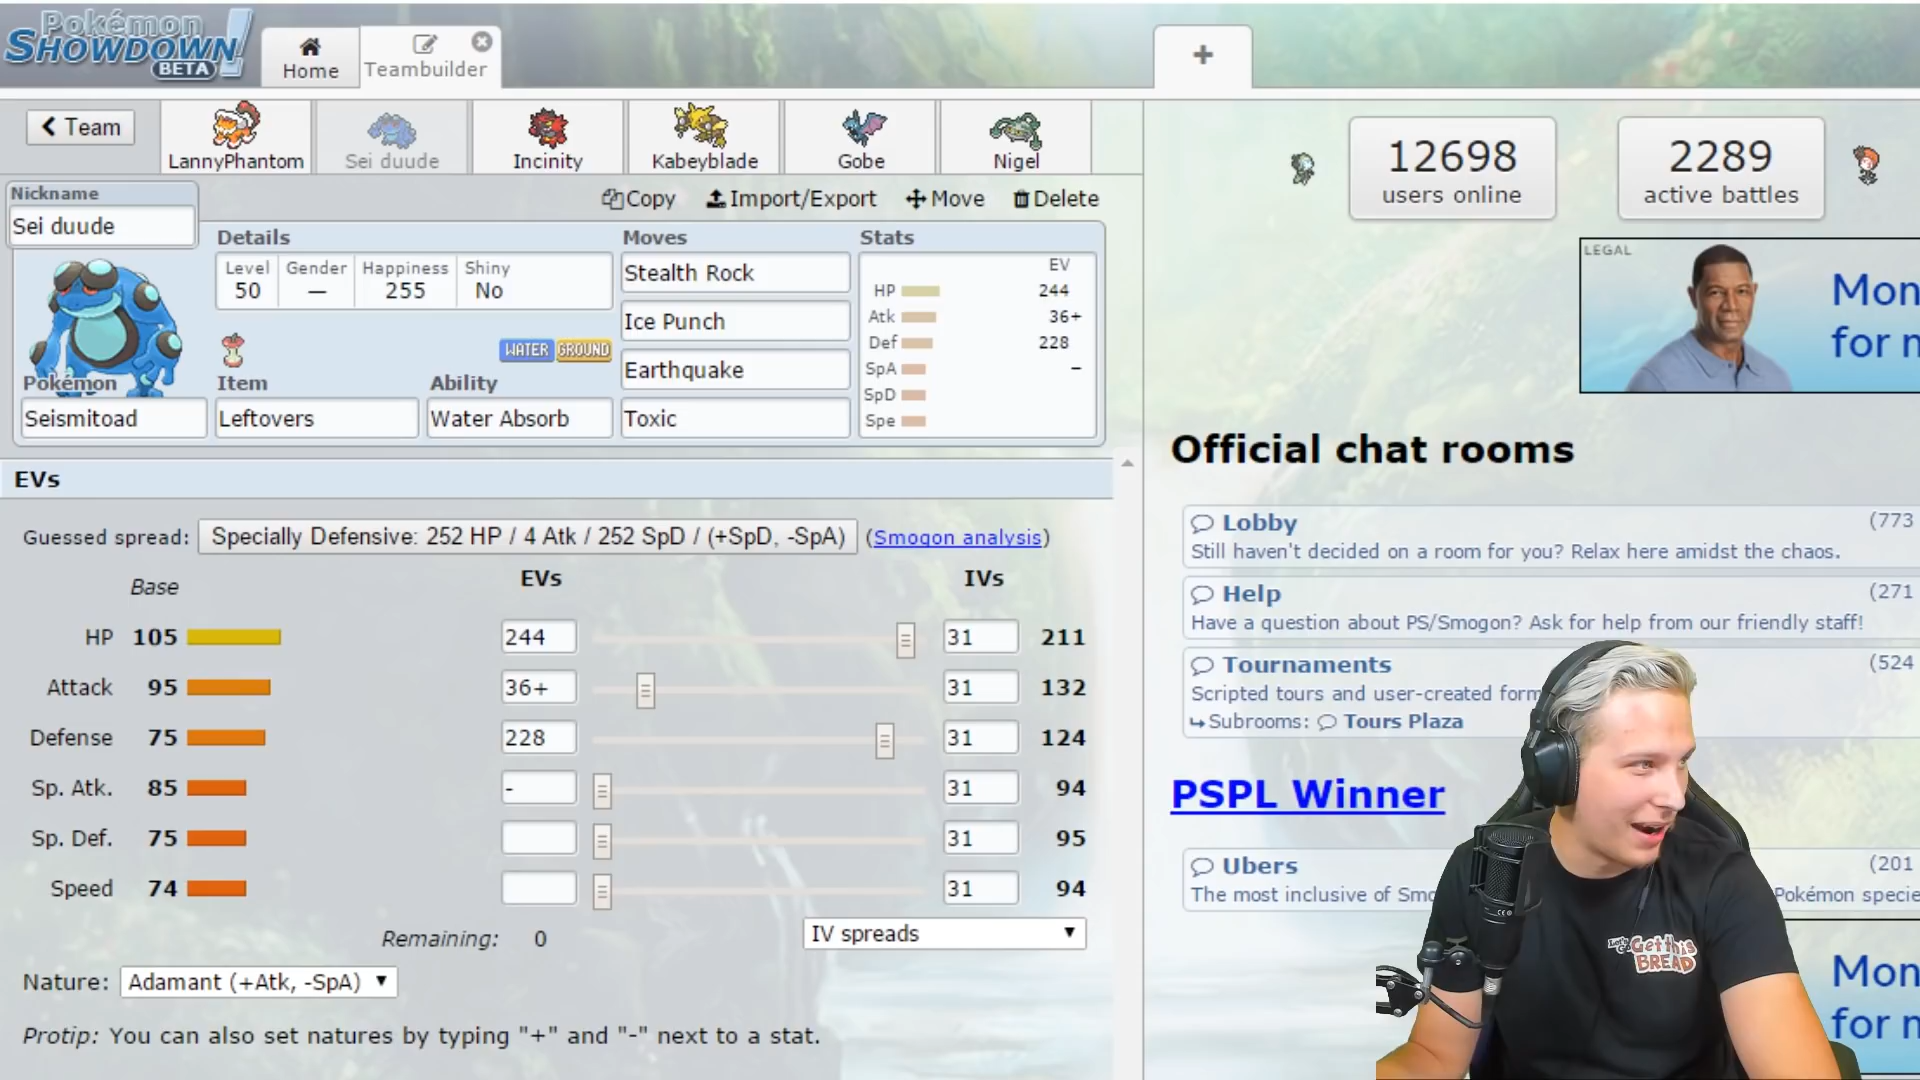 Pokémon
SHOWDOWN!
BETA
Home
Teambuilder
+
Team
LannyPhantom
Sei duude
Incinity
Kabeyblade
Gobe
Nigel
Copy
Import/Export
Move
Delete
Nickname
Sei duude
Details
Level
50
Gender
—
Happiness
255
Shiny
No
WATER
GROUND
Pokémon
Seismitoad
Item
Leftovers
Ability
Water Absorb
Moves
Stealth Rock
Ice Punch
Earthquake
Toxic
Stats
EV
HP 244
Atk 36+
Def 228
SpA –
SpD
Spe
EVs
Guessed spread: Specially Defensive: 252 HP / 4 Atk / 252 SpD / (+SpD, -SpA) (Smogon analysis)
Base EVs IVs
HP 105 244 31 211
Attack 95 36+ 31 132
Defense 75 228 31 124
Sp. Atk. 85 - 31 94
Sp. Def. 75 31 95
Speed 74 31 94
Remaining: 0
IV spreads
Nature: Adamant (+Atk, -SpA)
Protip: You can also set natures by typing "+" and "-" next to a stat.
12698
users online
2289
active battles
LEGAL
Mon
for m
Official chat rooms
Lobby (773
Still haven't decided on a room for you? Relax here amidst the chaos.
Help (271
Have a question about PS/Smogon? Ask for help from our friendly staff!
Tournaments (524
Scripted tours and user-created form
Subrooms: Tours Plaza
PSPL Winner
Ubers (201
The most inclusive of Smo Pokémon specie
Let's Get this
BREAD
Mon
for m